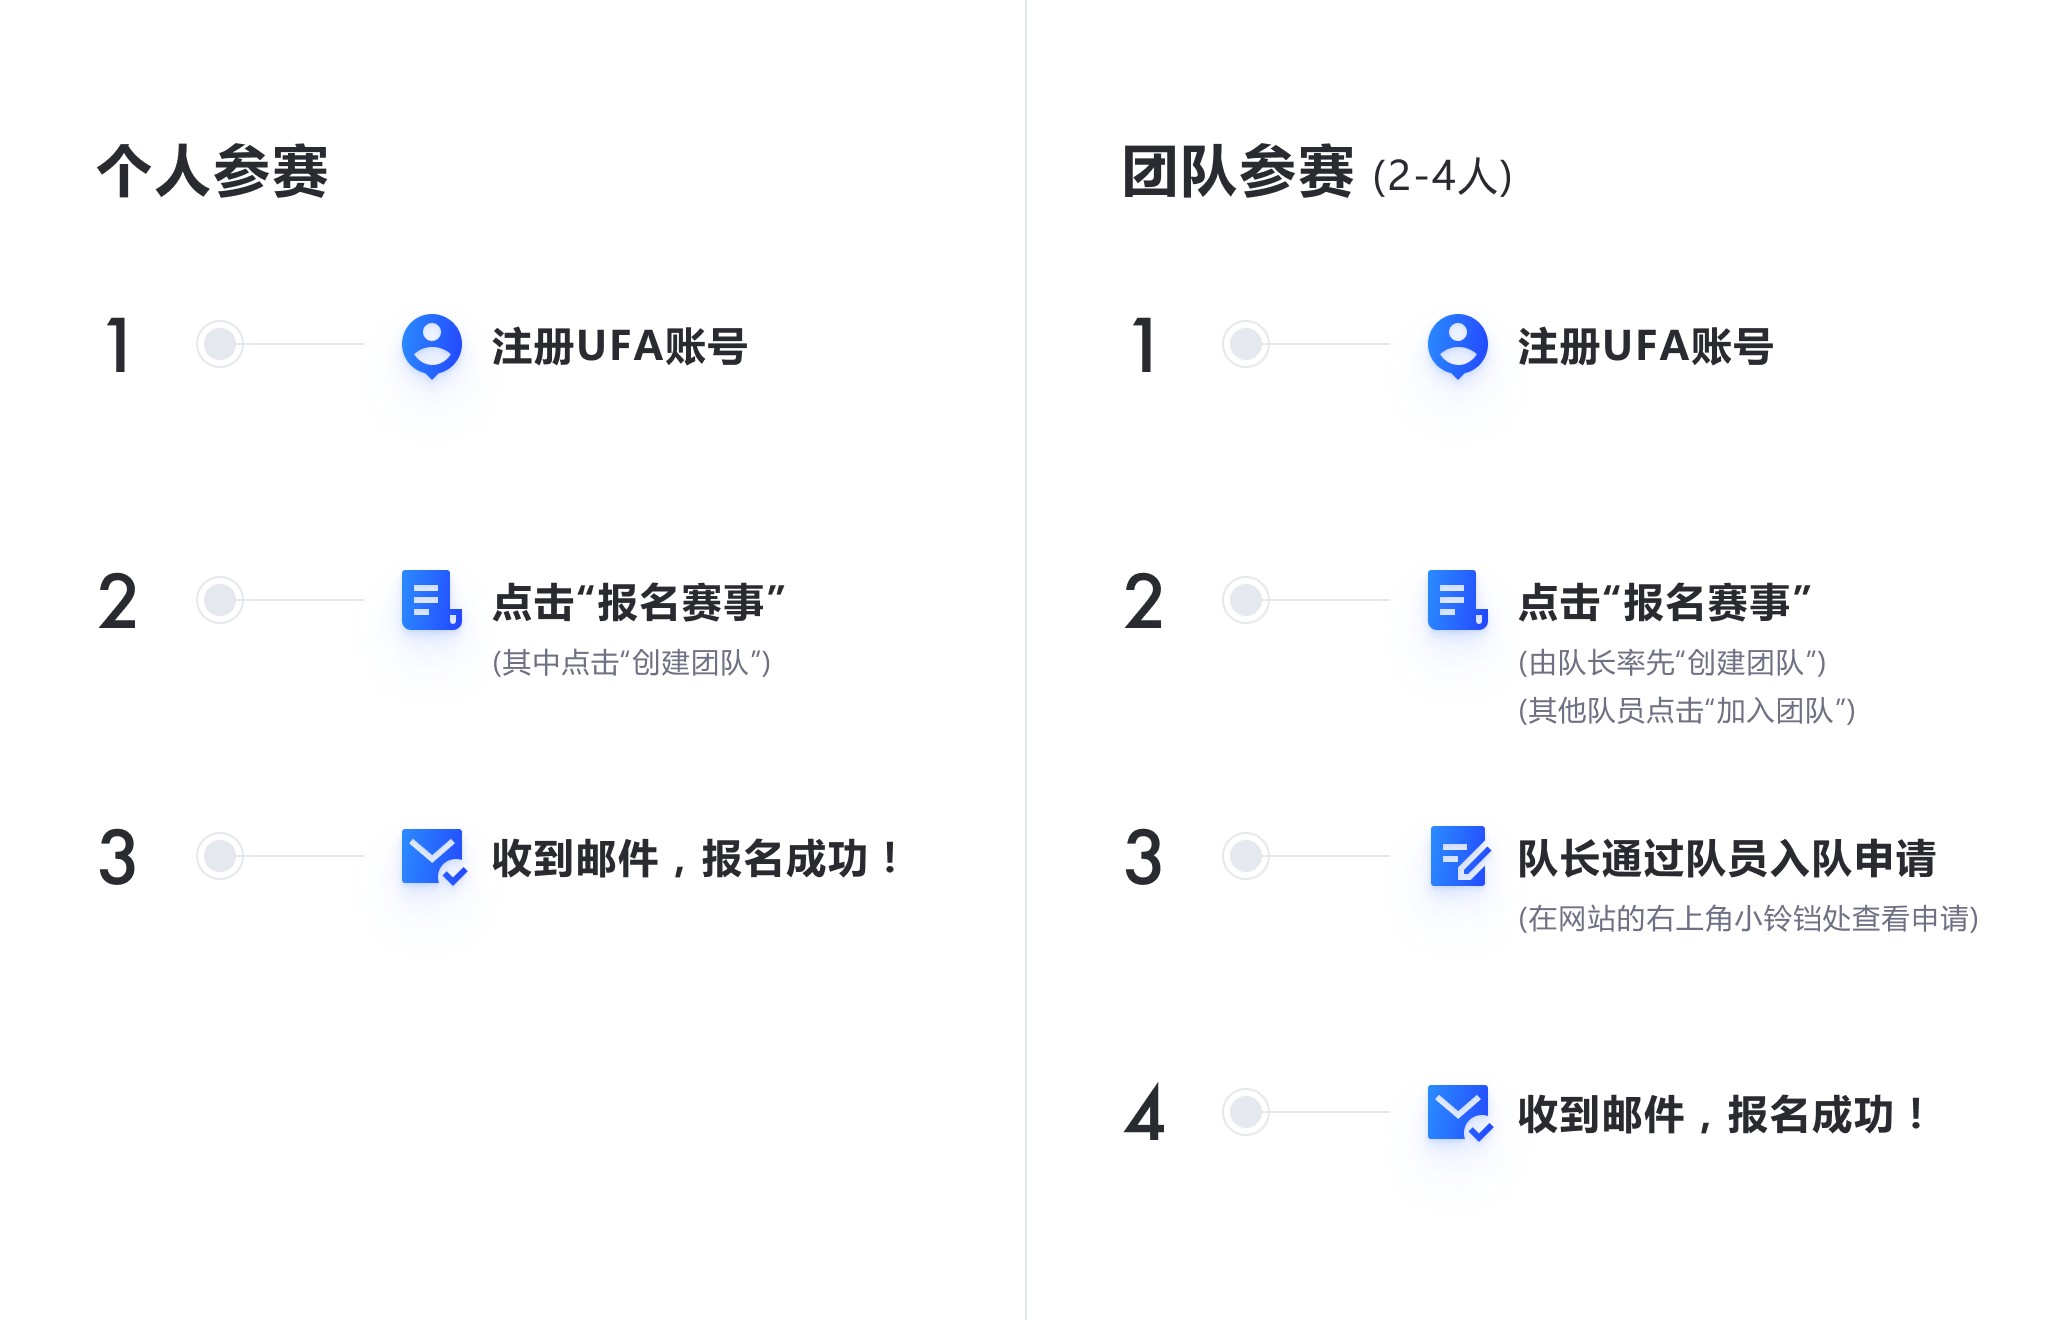 个人参赛
1
注册UFA账号
2
点击“报名赛事”
(其中点击“创建团队”)
3
收到邮件，报名成功！
团队参赛 (2-4人)
1
注册UFA账号
2
点击“报名赛事”
(由队长率先“创建团队”)
(其他队员点击“加入团队”)
3
队长通过队员入队申请
(在网站的右上角小铃铛处查看申请)
4
收到邮件，报名成功！